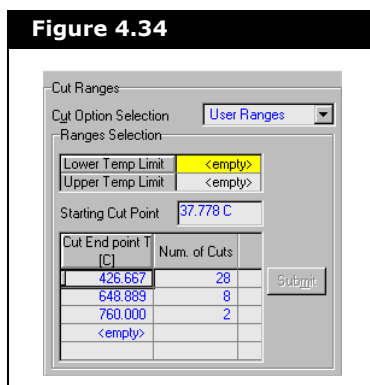 Figure 4.34
Cut Ranges
Cut Option Selection User Ranges
Ranges Selection
Lower Temp Limit <empty>
Upper Temp Limit <empty>
Starting Cut Point 37.778 C
Cut End point T [C] Num. of Cuts
426.667 28
648.889 8
760.000 2
<empty>
Submit